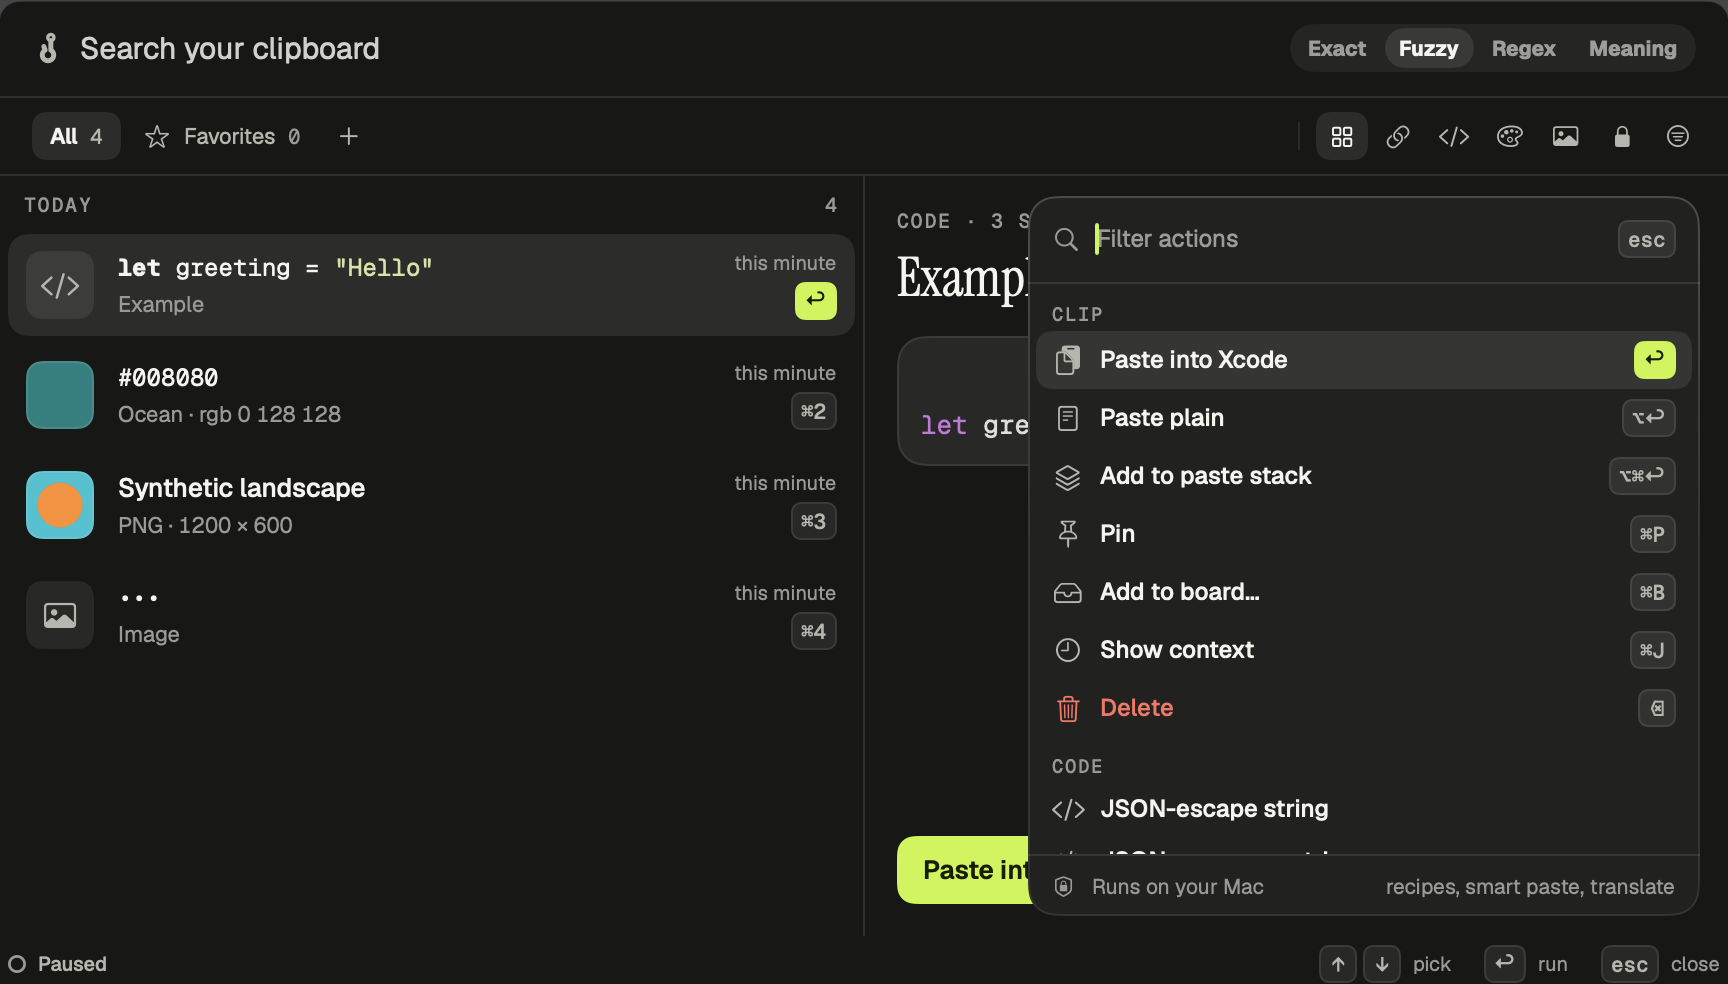 Search your clipboard
Exact Fuzzy Regex Meaning
All 4 Favorites 0 +
TODAY 4
let greeting = "Hello"
Example
this minute
#008080
Ocean · rgb 0 128 128
this minute
⌘2
Synthetic landscape
PNG · 1200 × 600
this minute
⌘3
...
Image
this minute
⌘4
CODE · 3 S
Exampl
let gre
Paste int
Filter actions esc
CLIP
Paste into Xcode ↩
Paste plain ⌥↩
Add to paste stack ⌥⌘↩
Pin ⌘P
Add to board… ⌘B
Show context ⌘J
Delete ⌫
CODE
JSON-escape string
Runs on your Mac recipes, smart paste, translate
Paused
↑ ↓ pick ↩ run esc close